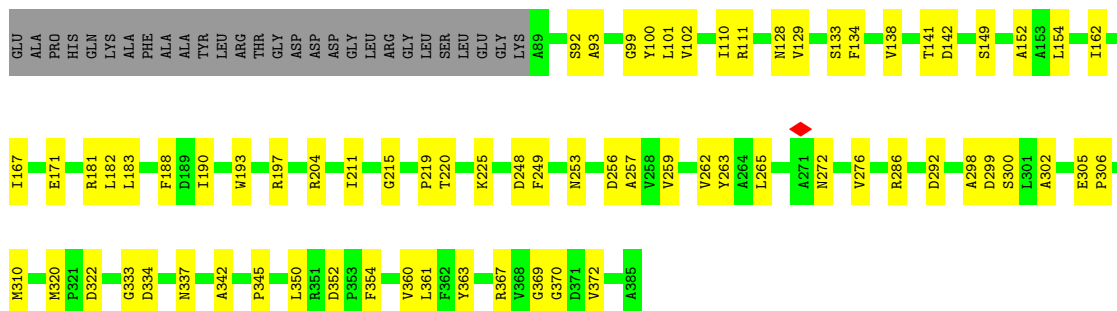 GLU ALA PRO HIS GLN LYS ALA PHE ALA ALA TYR LEU ARG THR GLY ASP ASP ASP GLY LEU ARG GLY LEU SER LEU GLU GLY LYS A89 S92 A93 G99 Y100 L101 V102 I110 R111 N128 V129 S133 F134 V138 T141 D142 S149 A152 A153 L154 I162
I167 E171 R181 L182 L183 F188 D189 I190 W193 R197 R204 I211 G215 P219 T220 K225 D248 F249 N253 D256 A257 V258 V259 V262 Y263 A264 L265 A271 N272 V276 R286 D292 A298 D299 S300 L301 A302 E305 P306
M310 M320 P321 D322 G333 D334 N337 A342 P345 L350 R351 D352 P353 F354 V360 L361 F362 Y363 R367 V368 G369 G370 D371 V372 A385